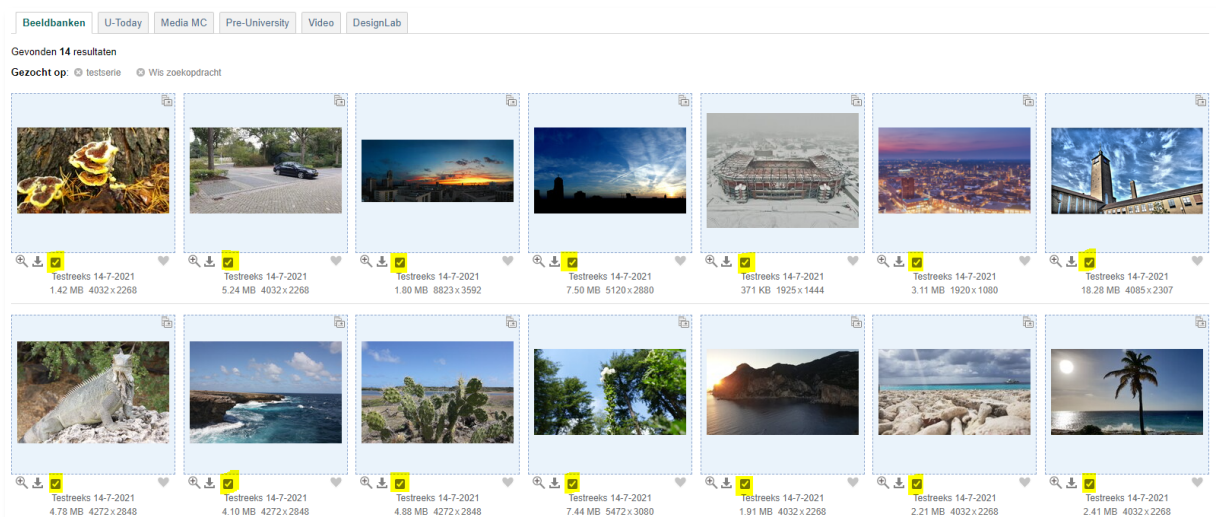 Beeldbanken U-Today Media MC Pre-University Video DesignLab
Gevonden 14 resultaten
Gezocht op: testserie Wis zoekopdracht
Testreeks 14-7-2021 Testreeks 14-7-2021 Testreeks 14-7-2021 Testreeks 14-7-2021 Testreeks 14-7-2021 Testreeks 14-7-2021 Testreeks 14-7-2021
1.42 MB 4032 x 2268 5.24 MB 4032 x 2268 1.80 MB 8823 x 3592 7.50 MB 5120 x 2880 371 KB 1925 x 1444 3.11 MB 1920 x 1080 18.28 MB 4085 x 2307
Testreeks 14-7-2021 Testreeks 14-7-2021 Testreeks 14-7-2021 Testreeks 14-7-2021 Testreeks 14-7-2021 Testreeks 14-7-2021 Testreeks 14-7-2021
4.78 MB 4272 x 2848 4.10 MB 4272 x 2848 4.88 MB 4272 x 2848 7.44 MB 5472 x 3080 1.91 MB 4032 x 2268 2.21 MB 4032 x 2268 2.41 MB 4032 x 2268